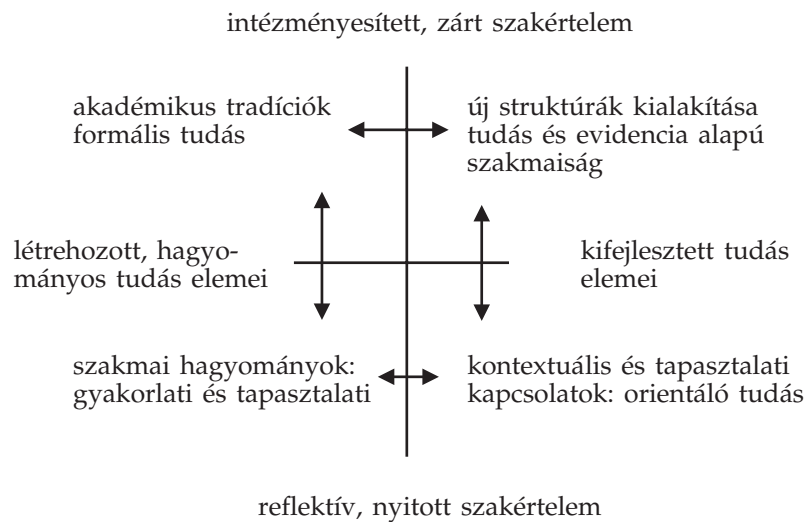 intézményesített, zárt szakértelem
akadémikus tradíciók
formális tudás
új struktúrák kialakítása
tudás és evidencia alapú
szakmaiság
létrehozott, hagyo-
mányos tudás elemei
kifejlesztett tudás
elemei
szakmai hagyományok:
gyakorlati és tapasztalati
kontextuális és tapasztalati
kapcsolatok: orientáló tudás
reflektív, nyitott szakértelem